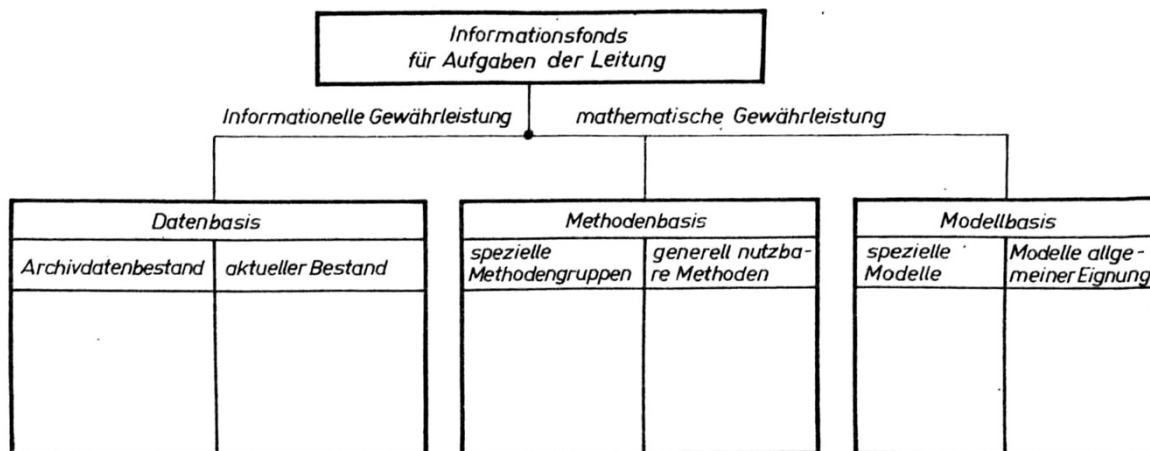 Informationsfonds
für Aufgaben der Leitung
Informationelle Gewährleistung
mathematische Gewährleistung
Datenbasis
Archivdatenbestand
aktueller Bestand
Methodenbasis
spezielle
Methodengruppen
generell nutzba-
re Methoden
Modellbasis
spezielle
Modelle
Modelle allge-
meiner Eignung